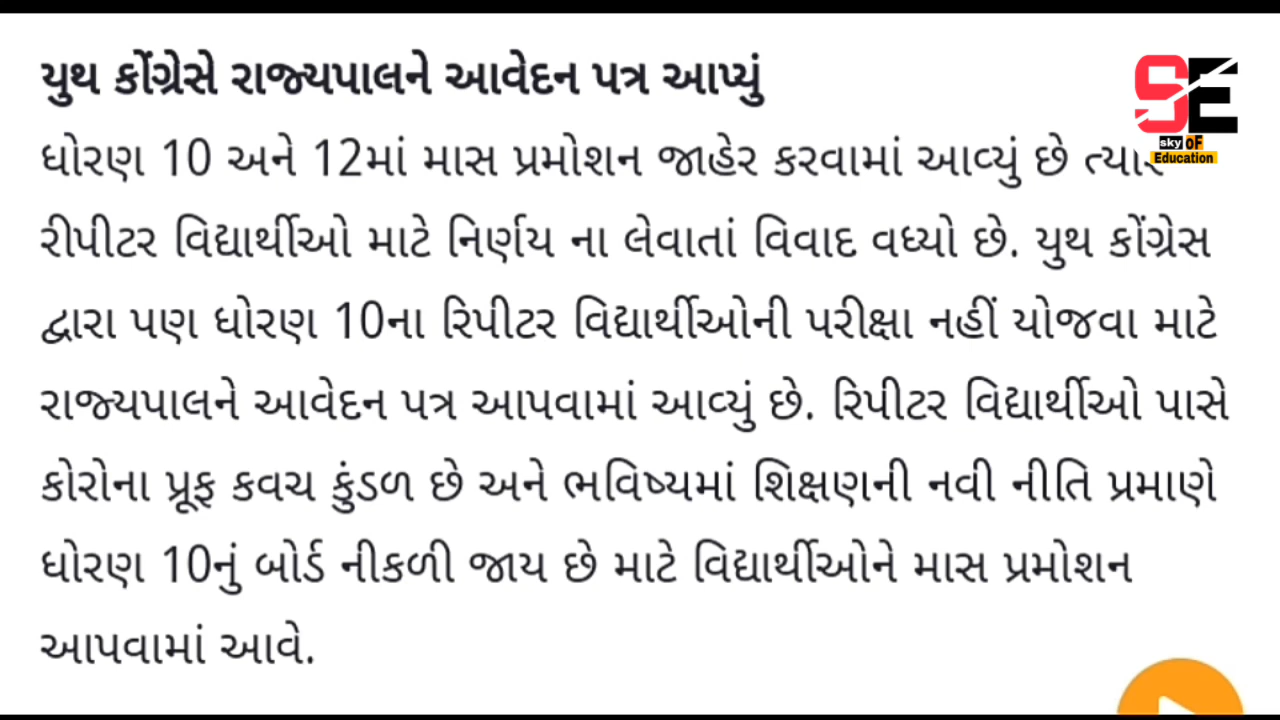 યુથ કોંગ્રેસે રાજ્યપાલને આવેદન પત્ર આપ્યું
ધોરણ 10 અને 12માં માસ પ્રમોશન જાહેર કરવામાં આવ્યું છે
રીપીટર વિદ્યાર્થીઓ માટે નિર્ણય ના લેવાતાં વિવાદ વધ્યો છે. યુથ કોંગ્રેસ
દ્વારા પણ ધોરણ 10ના રિપીટર વિદ્યાર્થીઓની પરીક્ષા નહીં યોજવા માટે
રાજ્યપાલને આવેદન પત્ર આપવામાં આવ્યું છે. રિપીટર વિદ્યાર્થીઓ પાસે
કોરોના પ્રૂફ કવચ કુંડળ છે અને ભવિષ્યમાં શિક્ષણની નવી નીતિ પ્રમાણે
ધોરણ 10નું બોર્ડ નીકળી જાય છે માટે વિદ્યાર્થીઓને માસ પ્રમોશન
આપવામાં આવે.
SE
sky OF
Education